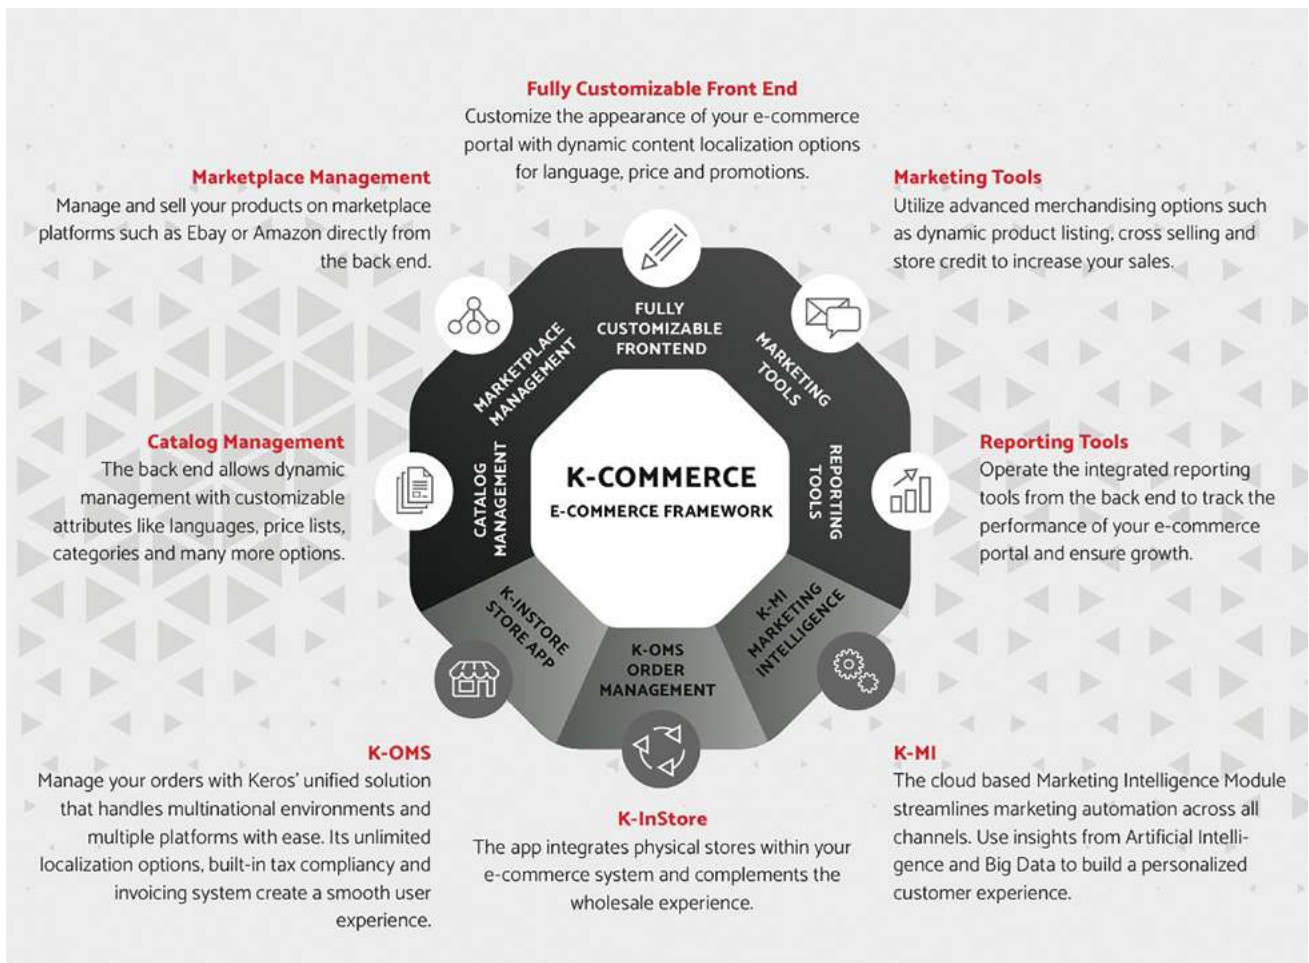 Fully Customizable Front End
Customize the appearance of your e-commerce
portal with dynamic content localization options
for language, price and promotions.
Marketplace Management
Manage and sell your products on marketplace
platforms such as Ebay or Amazon directly from
the back end.
Marketing Tools
Utilize advanced merchandising options such
as dynamic product listing, cross selling and
store credit to increase your sales.
FULLY
CUSTOMIZABLE
FRONTEND
MARKETPLACE
MANAGEMENT
MARKETING
TOOLS
Catalog Management
The back end allows dynamic
management with customizable
attributes like languages, price lists,
categories and many more options.
CATALOG
MANAGEMENT
K-COMMERCE
E-COMMERCE FRAMEWORK
REPORTING
TOOLS
Reporting Tools
Operate the integrated reporting
tools from the back end to track the
performance of your e-commerce
portal and ensure growth.
K-INSTORE
STORE APP
K-OMS
ORDER
MANAGEMENT
K-MI
MARKETING
INTELLIGENCE
K-OMS
Manage your orders with Keros' unified solution
that handles multinational environments and
multiple platforms with ease. Its unlimited
localization options, built-in tax compliancy and
invoicing system create a smooth user
experience.
K-InStore
The app integrates physical stores within your
e-commerce system and complements the
wholesale experience.
K-MI
The cloud based Marketing Intelligence Module
streamlines marketing automation across all
channels. Use insights from Artificial Intelli-
gence and Big Data to build a personalized
customer experience.